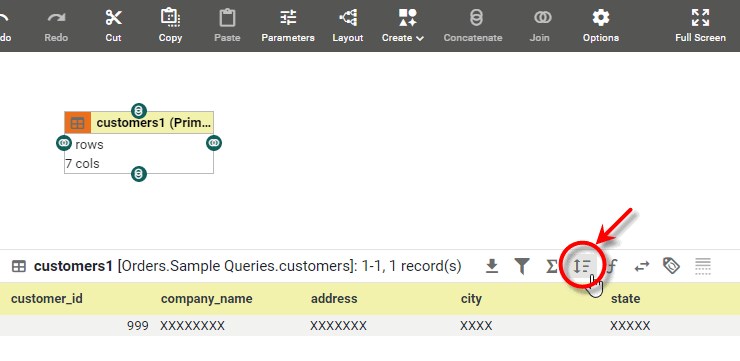 do Redo Cut Copy Paste Parameters Layout Create Concatenate Join Options Full Screen
customers1 (Prim...
rows
7 cols
customers1 [Orders.Sample Queries.customers]: 1-1, 1 record(s)
customer_id company_name address city state
999 XXXXXXXX XXXXXXX XXXX XXXXX